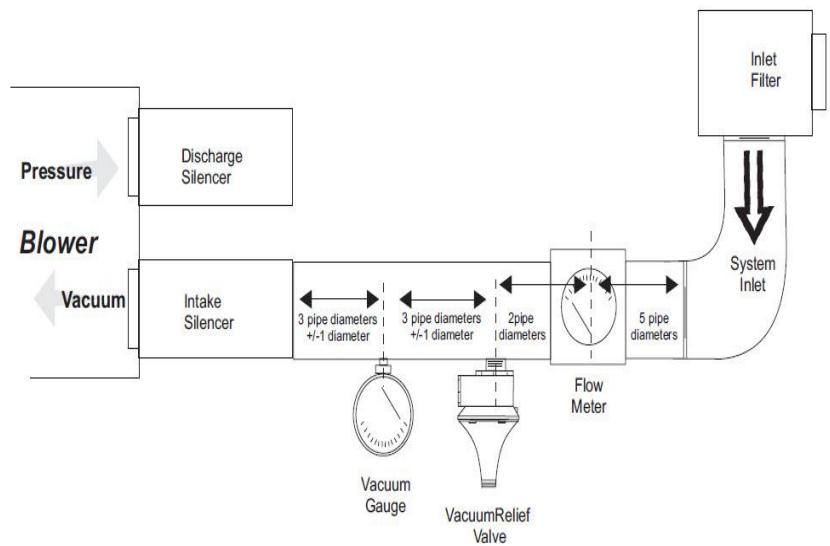 Inlet
Filter
Pressure
Discharge
Silencer
Blower
Vacuum
Intake
Silencer
3 pipe diameters
+/-1 diameter
3 pipe diameters
+/-1 diameter
2pipe
diameters
5 pipe
diameters
System
Inlet
Flow
Meter
Vacuum
Gauge
VacuumRelief
Valve